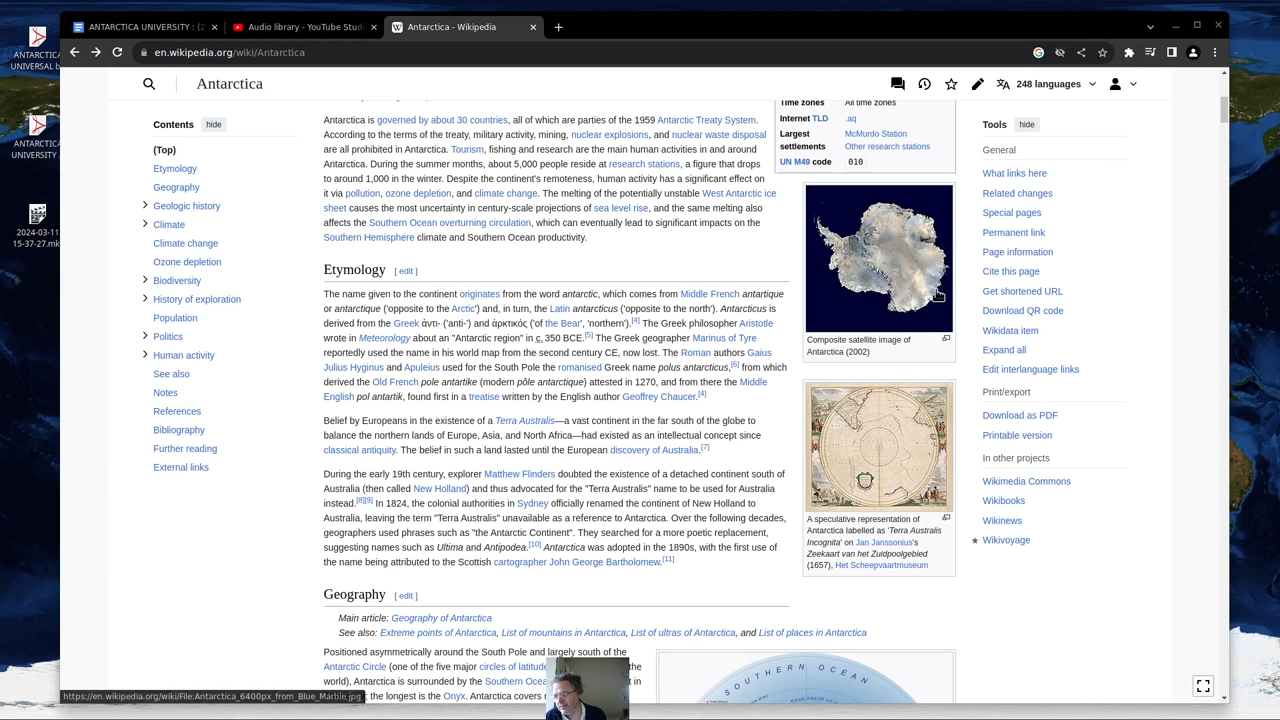 ANTARCTICA UNIVERSITY : (2
Audio library - YouTube Studi
Antarctica - Wikipedia
en.wikipedia.org/wiki/Antarctica
ANTARCTICA
UNIVERSAL b
ANTARCTICA
UNIVERSITY
2024-03-11
15-37-27.mk
Antarctica
248 languages
Contents hide
(Top)
Etymology
Geography
Geologic history
Climate
Climate change
Ozone depletion
Biodiversity
History of exploration
Population
Politics
Human activity
See also
Notes
References
Bibliography
Further reading
External links
Antarctica is governed by about 30 countries, all of which are parties of the 1959 Antarctic Treaty System.
According to the terms of the treaty, military activity, mining, nuclear explosions, and nuclear waste disposal
are all prohibited in Antarctica. Tourism, fishing and research are the main human activities in and around
Antarctica. During the summer months, about 5,000 people reside at research stations, a figure that drops
to around 1,000 in the winter. Despite the continent's remoteness, human activity has a significant effect on
it via pollution, ozone depletion, and climate change. The melting of the potentially unstable West Antarctic ice
sheet causes the most uncertainty in century-scale projections of sea level rise, and the same melting also
affects the Southern Ocean overturning circulation, which can eventually lead to significant impacts on the
Southern Hemisphere climate and Southern Ocean productivity.
Etymology [ edit ]
The name given to the continent originates from the word antarctic, which comes from Middle French antartique
or antarctique ('opposite to the Arctic') and, in turn, the Latin antarcticus ('opposite to the north'). Antarcticus is
derived from the Greek ἀντι- ('anti-') and ἀρκτικός ('of the Bear', 'northern').[4] The Greek philosopher Aristotle
wrote in Meteorology about an "Antarctic region" in c. 350 BCE.[5] The Greek geographer Marinus of Tyre
reportedly used the name in his world map from the second century CE, now lost. The Roman authors Gaius
Julius Hyginus and Apuleius used for the South Pole the romanised Greek name polus antarcticus,[6] from which
derived the Old French pole antartike (modern pôle antarctique) attested in 1270, and from there the Middle
English pol antartik, found first in a treatise written by the English author Geoffrey Chaucer.[4]
Belief by Europeans in the existence of a Terra Australis—a vast continent in the far south of the globe to
balance the northern lands of Europe, Asia, and North Africa—had existed as an intellectual concept since
classical antiquity. The belief in such a land lasted until the European discovery of Australia.[7]
During the early 19th century, explorer Matthew Flinders doubted the existence of a detached continent south of
Australia (then called New Holland) and thus advocated for the "Terra Australis" name to be used for Australia
instead.[8][9] In 1824, the colonial authorities in Sydney officially renamed the continent of New Holland to
Australia, leaving the term "Terra Australis" unavailable as a reference to Antarctica. Over the following decades,
geographers used phrases such as "the Antarctic Continent". They searched for a more poetic replacement,
suggesting names such as Ultima and Antipodea.[10] Antarctica was adopted in the 1890s, with the first use of
the name being attributed to the Scottish cartographer John George Bartholomew.[11]
Geography [ edit ]
Main article: Geography of Antarctica
See also: Extreme points of Antarctica, List of mountains in Antarctica, List of ultras of Antarctica, and List of places in Antarctica
Positioned asymmetrically around the South Pole and largely south of the
Antarctic Circle (one of the five major circles of latitude the
world), Antarctica is surrounded by the Southern Ocea in
the longest is the Onyx. Antarctica covers
Time zones All time zones
Internet TLD .aq
Largest McMurdo Station
settlements Other research stations
UN M49 code 010
Composite satellite image of
Antarctica (2002)
A speculative representation of
Antarctica labelled as 'Terra Australis
Incognita' on Jan Janssonius's
Zeekaart van het Zuidpoolgebied
(1657), Het Scheepvaartmuseum
SOUTHERN OCEAN
Tools hide
General
What links here
Related changes
Special pages
Permanent link
Page information
Cite this page
Get shortened URL
Download QR code
Wikidata item
Expand all
Edit interlanguage links
Print/export
Download as PDF
Printable version
In other projects
Wikimedia Commons
Wikibooks
Wikinews
Wikivoyage
https://en.wikipedia.org/wiki/File:Antarctica_6400px_from_Blue_Marble.jpg